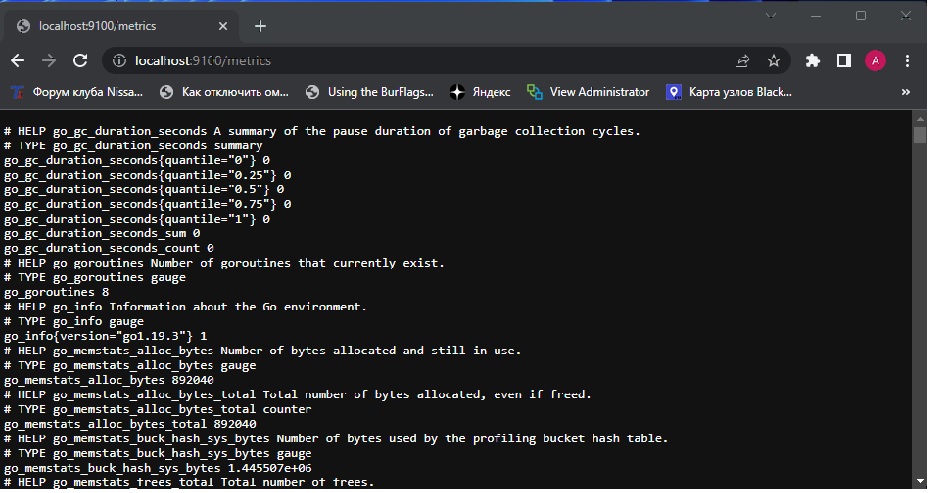 localhost:9100/metrics
localhost:9100/metrics
A
Форум клуба Nissa...
Как отключить ом...
Using the BurFlags...
Яндекс
View Administrator
Карта узлов Black...
»
# HELP go_gc_duration_seconds A summary of the pause duration of garbage collection cycles.
# TYPE go_gc_duration_seconds summary
go_gc_duration_seconds{quantile="0"} 0
go_gc_duration_seconds{quantile="0.25"} 0
go_gc_duration_seconds{quantile="0.5"} 0
go_gc_duration_seconds{quantile="0.75"} 0
go_gc_duration_seconds{quantile="1"} 0
go_gc_duration_seconds_sum 0
go_gc_duration_seconds_count 0
# HELP go_goroutines Number of goroutines that currently exist.
# TYPE go_goroutines gauge
go_goroutines 8
# HELP go_info Information about the Go environment.
# TYPE go_info gauge
go_info{version="go1.19.3"} 1
# HELP go_memstats_alloc_bytes Number of bytes allocated and still in use.
# TYPE go_memstats_alloc_bytes gauge
go_memstats_alloc_bytes 892040
# HELP go_memstats_alloc_bytes_total Total number of bytes allocated, even if freed.
# TYPE go_memstats_alloc_bytes_total counter
go_memstats_alloc_bytes_total 892040
# HELP go_memstats_buck_hash_sys_bytes Number of bytes used by the profiling bucket hash table.
# TYPE go_memstats_buck_hash_sys_bytes gauge
go_memstats_buck_hash_sys_bytes 1.445507e+06
# HELP go_memstats_frees_total Total number of frees.